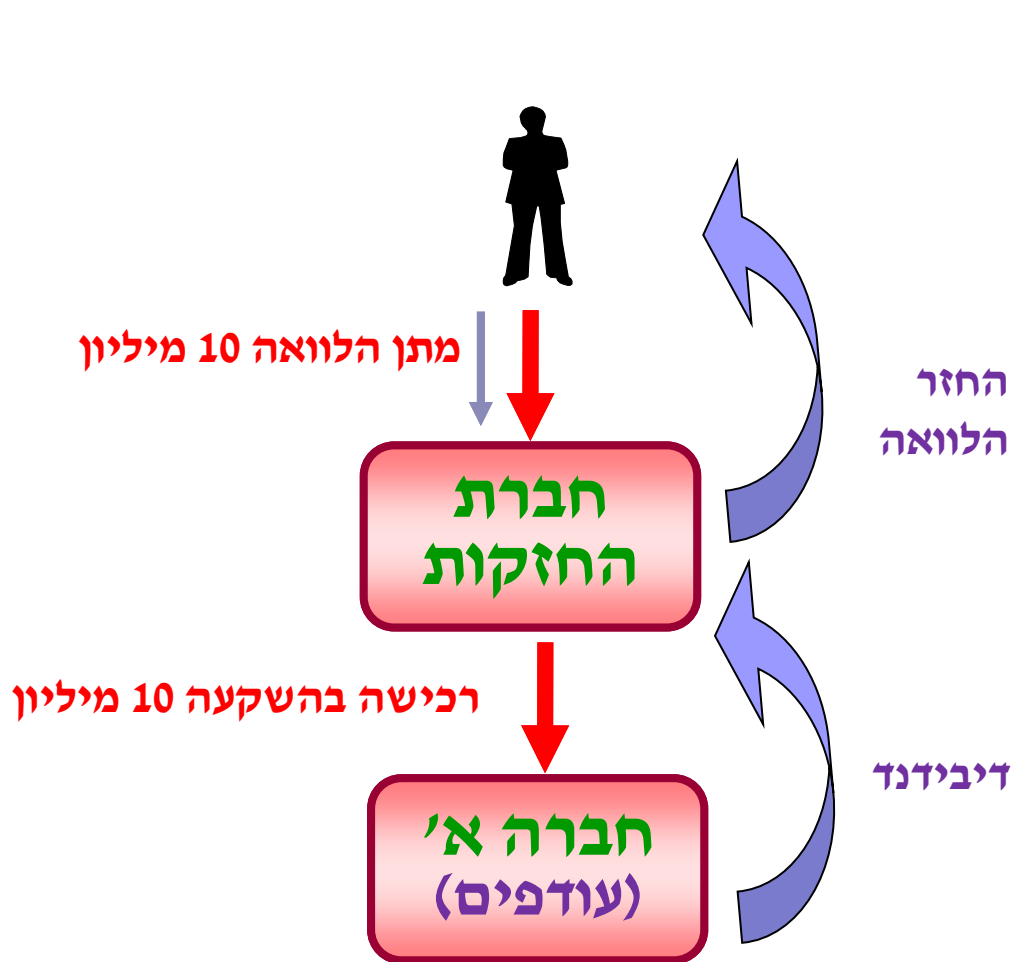 מתן הלוואה 10 מיליון
החזר
הלוואה
חברת
החזקות
רכישה בהשקעה 10 מיליון
דיבידנד
חברה א׳
(עודפים)